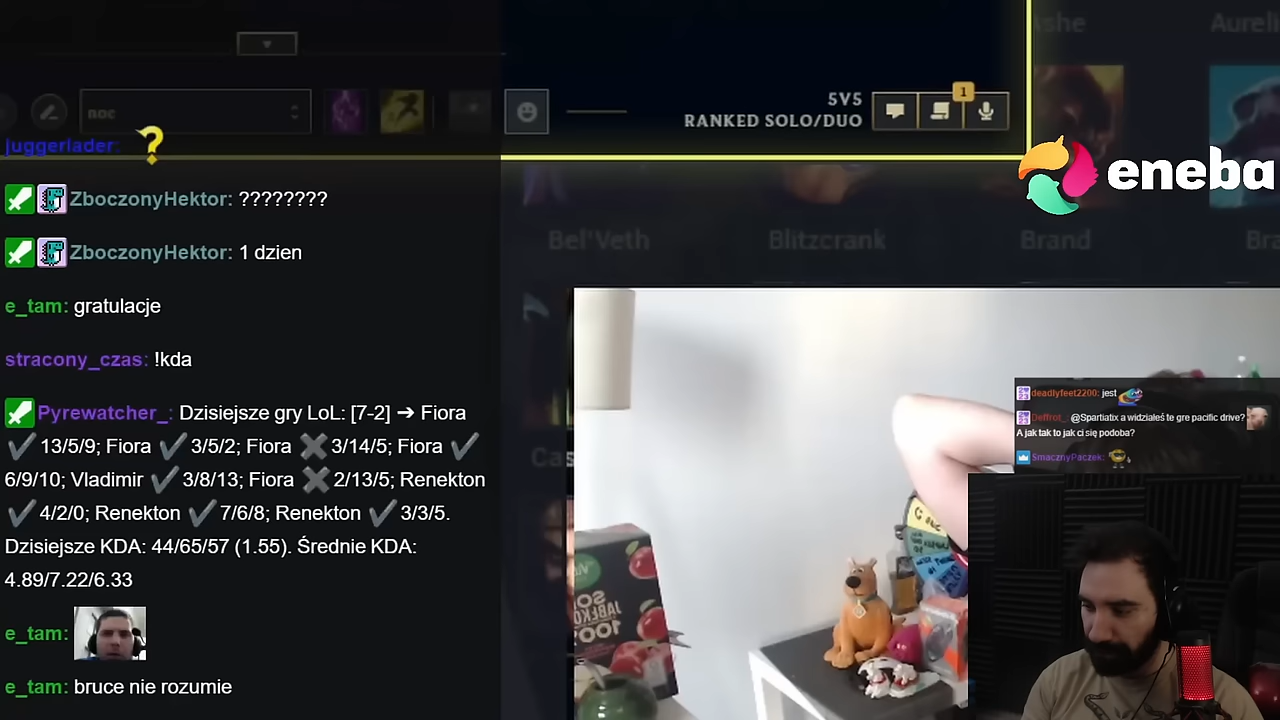 Ashe
noc
5V5
RANKED SOLO/DUO
1
eneba
juggerlader: ?
ZboczonyHektor: ????????
ZboczonyHektor: 1 dzien
Bel'Veth
Blitzcrank
Brand
e_tam: gratulacje
stracony_czas: !kda
Pyrewatcher_: Dzisiejsze gry LoL: [7-2] ➔ Fiora
✔ 13/5/9; Fiora ✔ 3/5/2; Fiora ✖ 3/14/5; Fiora ✔
6/9/10; Vladimir ✔ 3/8/13; Fiora ✖ 2/13/5; Renekton
✔ 4/2/0; Renekton ✔ 7/6/8; Renekton ✔ 3/3/5.
Dzisiejsze KDA: 44/65/57 (1.55). Średnie KDA:
4.89/7.22/6.33
e_tam:
e_tam: bruce nie rozumie
deadlyfeet2200: jest
Deffrot_: @Spartiatix a widziałeś te gre pacific drive?
A jak tak to jak ci się podoba?
SmacznyPaczek:
100%